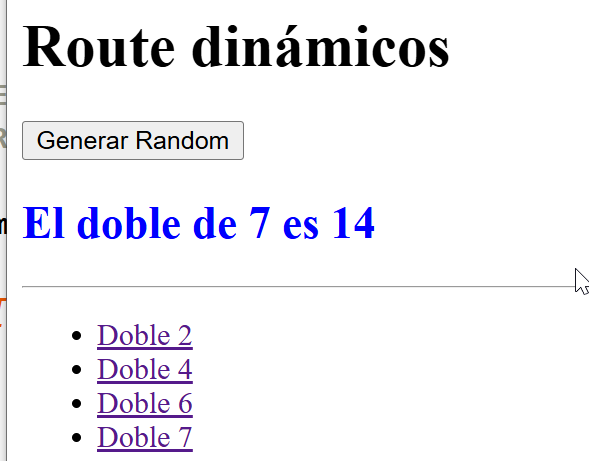 Route dinámicos
Generar Random
El doble de 7 es 14
Doble 2
Doble 4
Doble 6
Doble 7